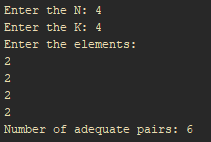 Enter the N: 4
Enter the K: 4
Enter the elements:
2
2
2
2
Number of adequate pairs: 6